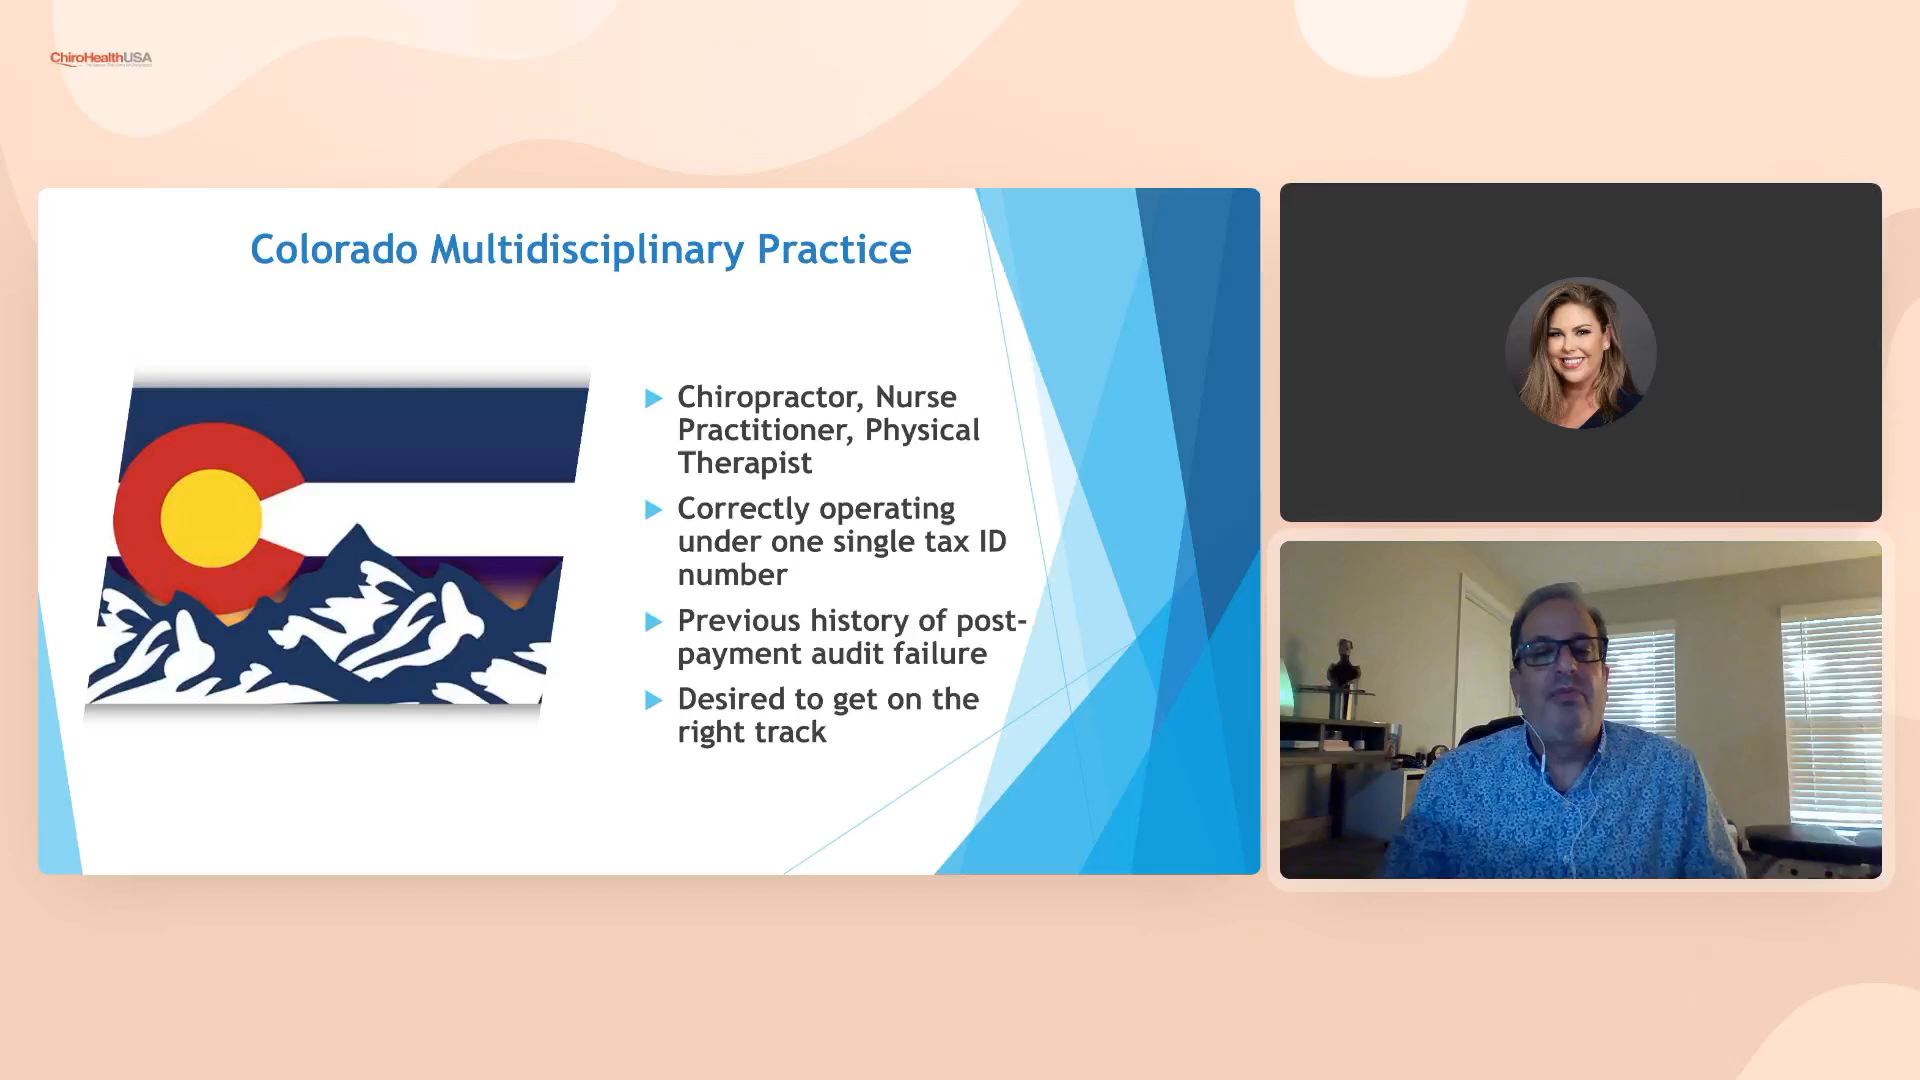 ChiroHealthUSA
Colorado Multidisciplinary Practice
Chiropractor, Nurse
Practitioner, Physical
Therapist
Correctly operating
under one single tax ID
number
Previous history of post-
payment audit failure
Desired to get on the
right track